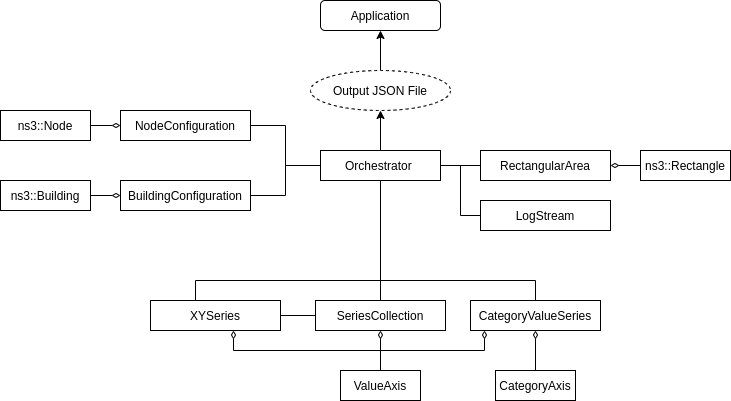 Application
Output JSON File
ns3::Node
NodeConfiguration
Orchestrator
RectangularArea
ns3::Rectangle
ns3::Building
BuildingConfiguration
LogStream
XYSeries
SeriesCollection
CategoryValueSeries
ValueAxis
CategoryAxis